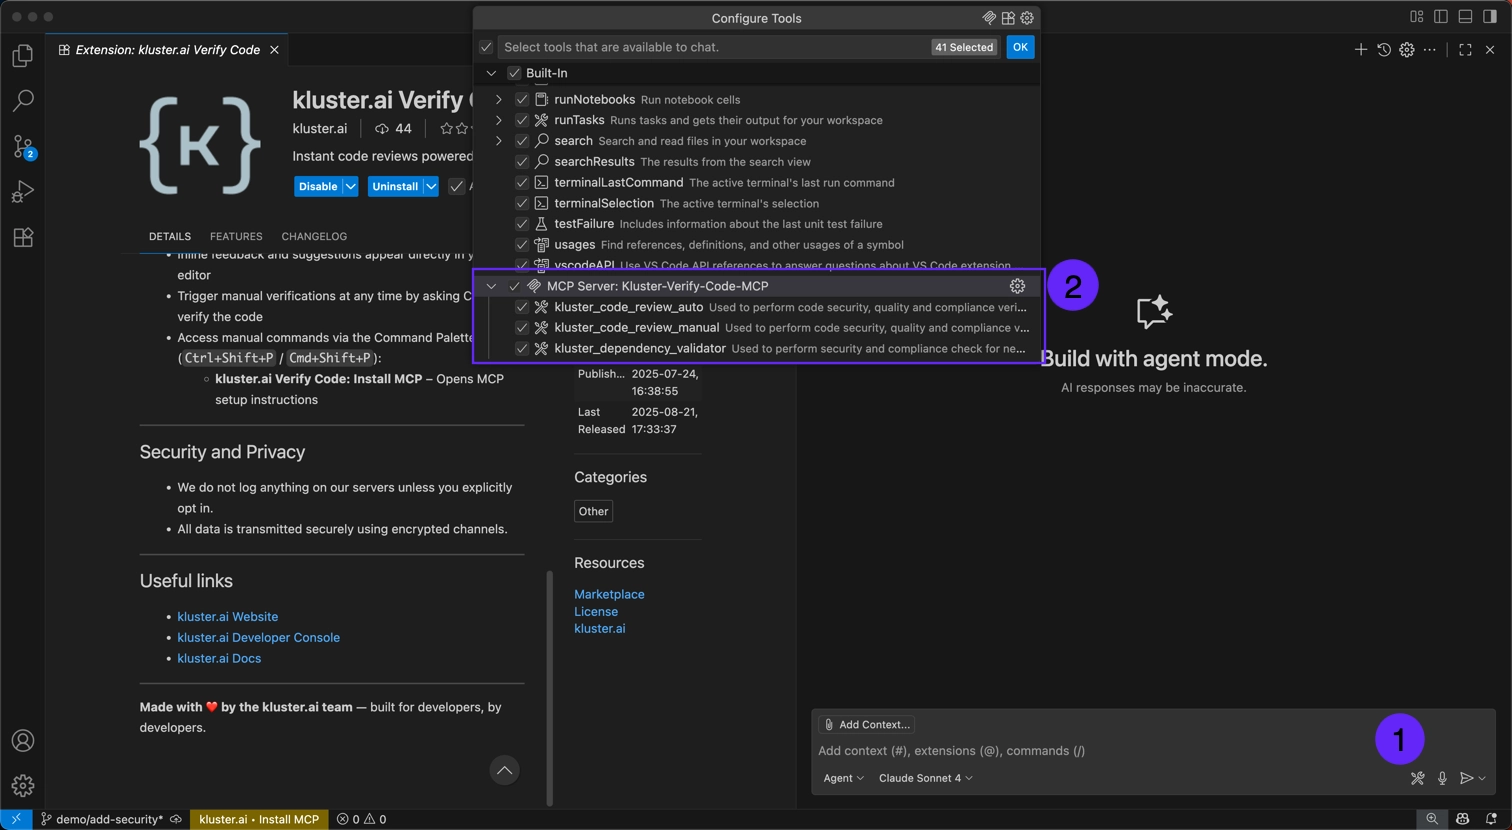 Configure Tools
Extension: kluster.ai Verify Code
Select tools that are available to chat.
41 Selected
OK
Built-In
runNotebooks Run notebook cells
runTasks Runs tasks and gets their output for your workspace
search Search and read files in your workspace
searchResults The results from the search view
terminalLastCommand The active terminal's last run command
terminalSelection The active terminal's selection
testFailure Includes information about the last unit test failure
usages Find references, definitions, and other usages of a symbol
vscodeAPI Use VS Code API references to answer questions about VS Code extension
MCP Server: Kluster-Verify-Code-MCP
kluster_code_review_auto Used to perform code security, quality and compliance veri...
kluster_code_review_manual Used to perform code security, quality and compliance v...
kluster_dependency_validator Used to perform security and compliance check for ne...
2
{K}
kluster.ai Verify
kluster.ai
44
Instant code reviews powered
Disable
Uninstall
DETAILS
FEATURES
CHANGELOG
Inline feedback and suggestions appear directly in y
editor
• Trigger manual verifications at any time by asking C
verify the code
• Access manual commands via the Command Palette
(Ctrl+Shift+P / Cmd+Shift+P):
kluster.ai Verify Code: Install MCP – Opens MCP
setup instructions
Security and Privacy
• We do not log anything on our servers unless you explicitly
opt in.
• All data is transmitted securely using encrypted channels.
Useful links
• kluster.ai Website
• kluster.ai Developer Console
• kluster.ai Docs
Made with ❤️ by the kluster.ai team — built for developers, by
developers.
Publish... 2025-07-24,
16:38:55
Last 2025-08-21,
Released 17:33:37
Categories
Other
Resources
Marketplace
License
kluster.ai
Build with agent mode.
AI responses may be inaccurate.
Add Context...
1
Add context (#), extensions (@), commands (/)
Agent
Claude Sonnet 4
2
demo/add-security*
kluster.ai • Install MCP
0
0